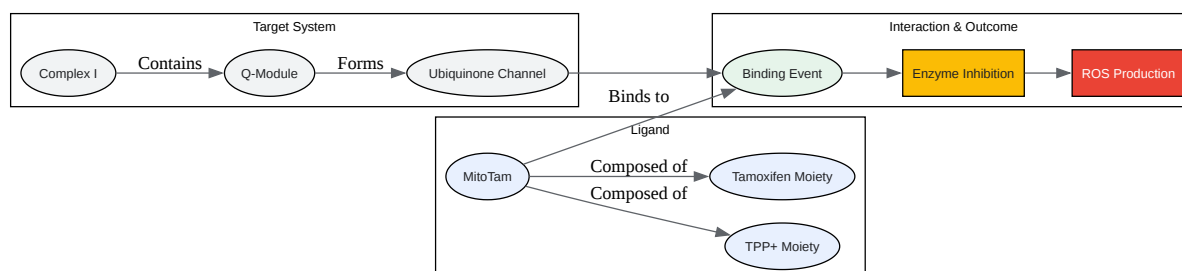 Target System
Complex I
Contains
Q-Module
Forms
Ubiquinone Channel
Interaction & Outcome
Binding Event
Enzyme Inhibition
ROS Production
Binds to
Ligand
MitoTam
Composed of
Tamoxifen Moiety
Composed of
TPP+ Moiety